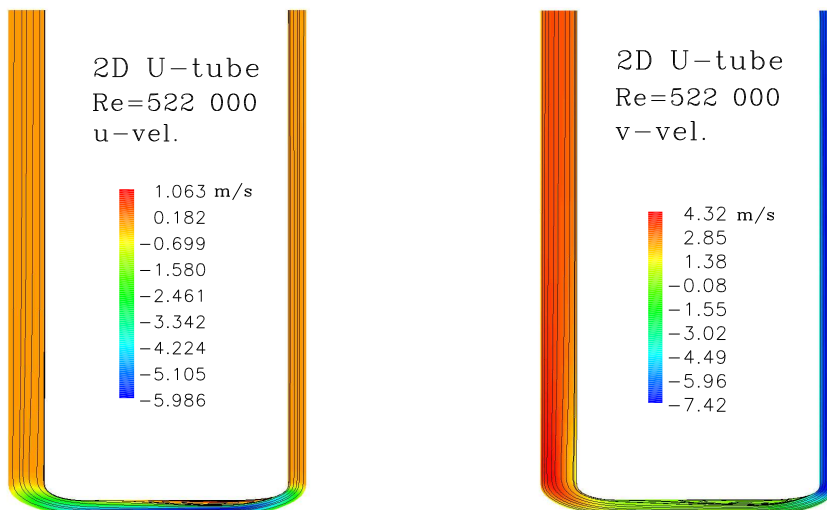 2D U-tube
Re=522 000
u-vel.
1.063 m/s
0.182
-0.699
-1.580
-2.461
-3.342
-4.224
-5.105
-5.986
2D U-tube
Re=522 000
v-vel.
4.32 m/s
2.85
1.38
-0.08
-1.55
-3.02
-4.49
-5.96
-7.42